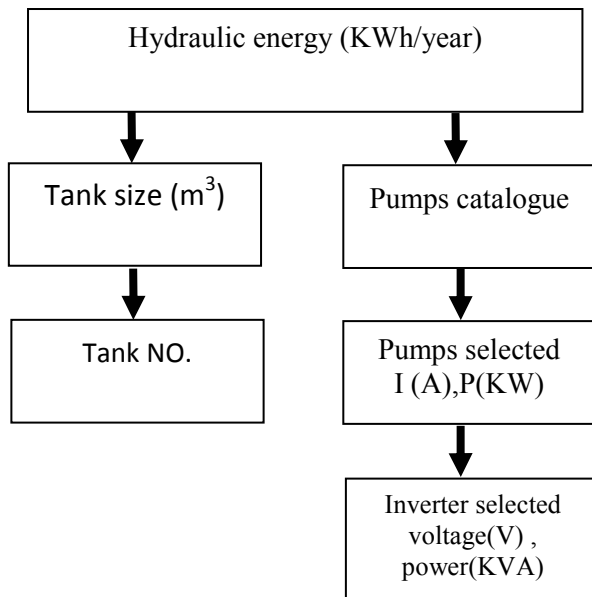 Hydraulic energy (KWh/year)
Tank size (m³)
Pumps catalogue
Tank NO.
Pumps selected
I (A),P(KW)
Inverter selected
voltage(V) ,
power(KVA)